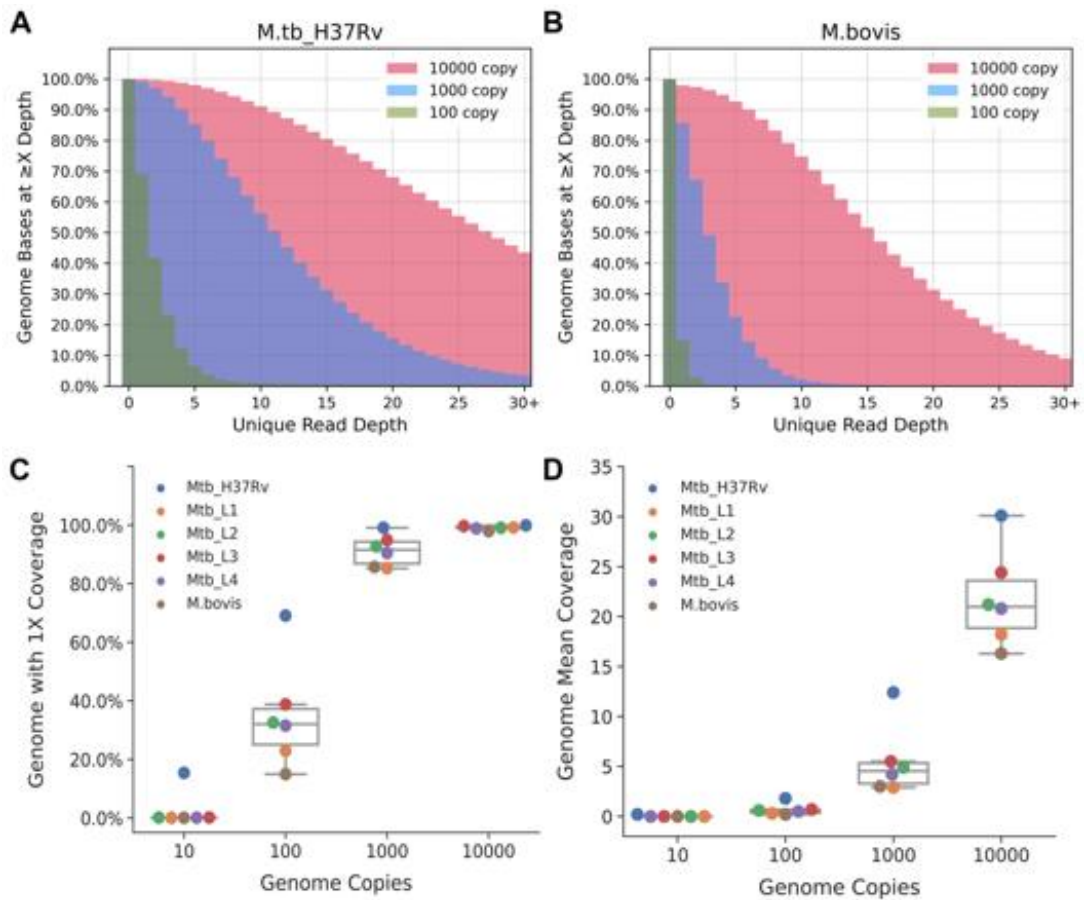 A
M.tb_H37Rv
10000 copy
1000 copy
100 copy
100.0%
90.0%
80.0%
70.0%
60.0%
50.0%
40.0%
30.0%
20.0%
10.0%
0.0%
Genome Bases at ≥X Depth
0 5 10 15 20 25 30+
Unique Read Depth
B
M.bovis
10000 copy
1000 copy
100 copy
100.0%
90.0%
80.0%
70.0%
60.0%
50.0%
40.0%
30.0%
20.0%
10.0%
0.0%
Genome Bases at ≥X Depth
0 5 10 15 20 25 30+
Unique Read Depth
C
Mtb_H37Rv
Mtb_L1
Mtb_L2
Mtb_L3
Mtb_L4
M.bovis
100.0%
80.0%
60.0%
40.0%
20.0%
0.0%
Genome with 1X Coverage
10 100 1000 10000
Genome Copies
D
Mtb_H37Rv
Mtb_L1
Mtb_L2
Mtb_L3
Mtb_L4
M.bovis
35
30
25
20
15
10
5
0
Genome Mean Coverage
10 100 1000 10000
Genome Copies